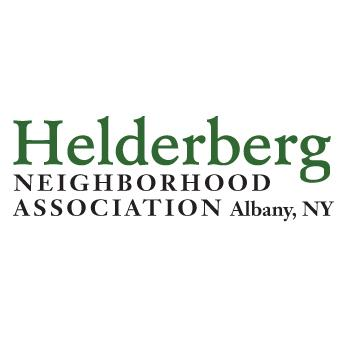 Helderberg
NEIGHBORHOOD
ASSOCIATION Albany, NY